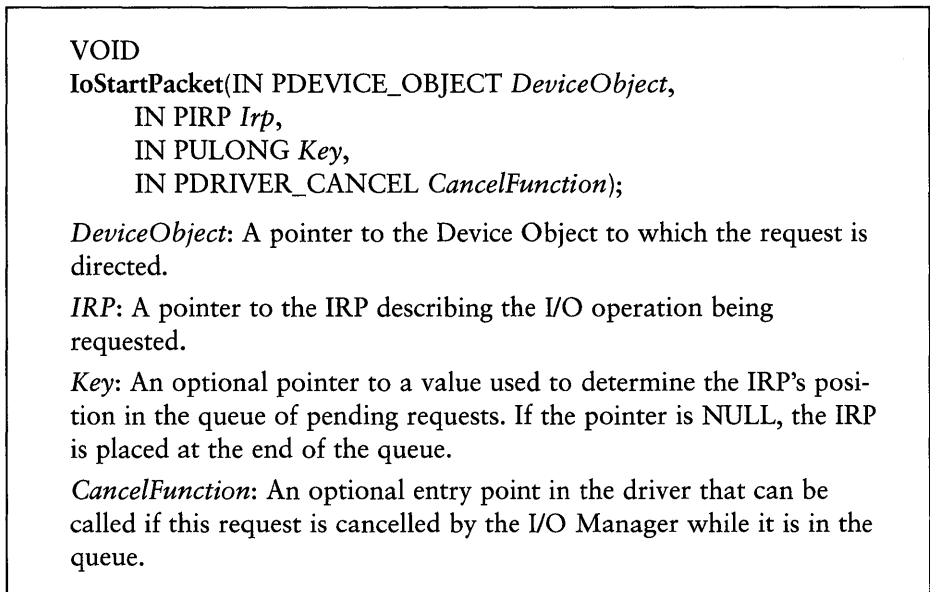 VOID
IoStartPacket(IN PDEVICE_OBJECT DeviceObject,
IN PIRP Irp,
IN PULONG Key,
IN PDRIVER_CANCEL CancelFunction);
DeviceObject: A pointer to the Device Object to which the request is
directed.
IRP: A pointer to the IRP describing the I/O operation being
requested.
Key: An optional pointer to a value used to determine the IRP's posi-
tion in the queue of pending requests. If the pointer is NULL, the IRP
is placed at the end of the queue.
CancelFunction: An optional entry point in the driver that can be
called if this request is cancelled by the I/O Manager while it is in the
queue.